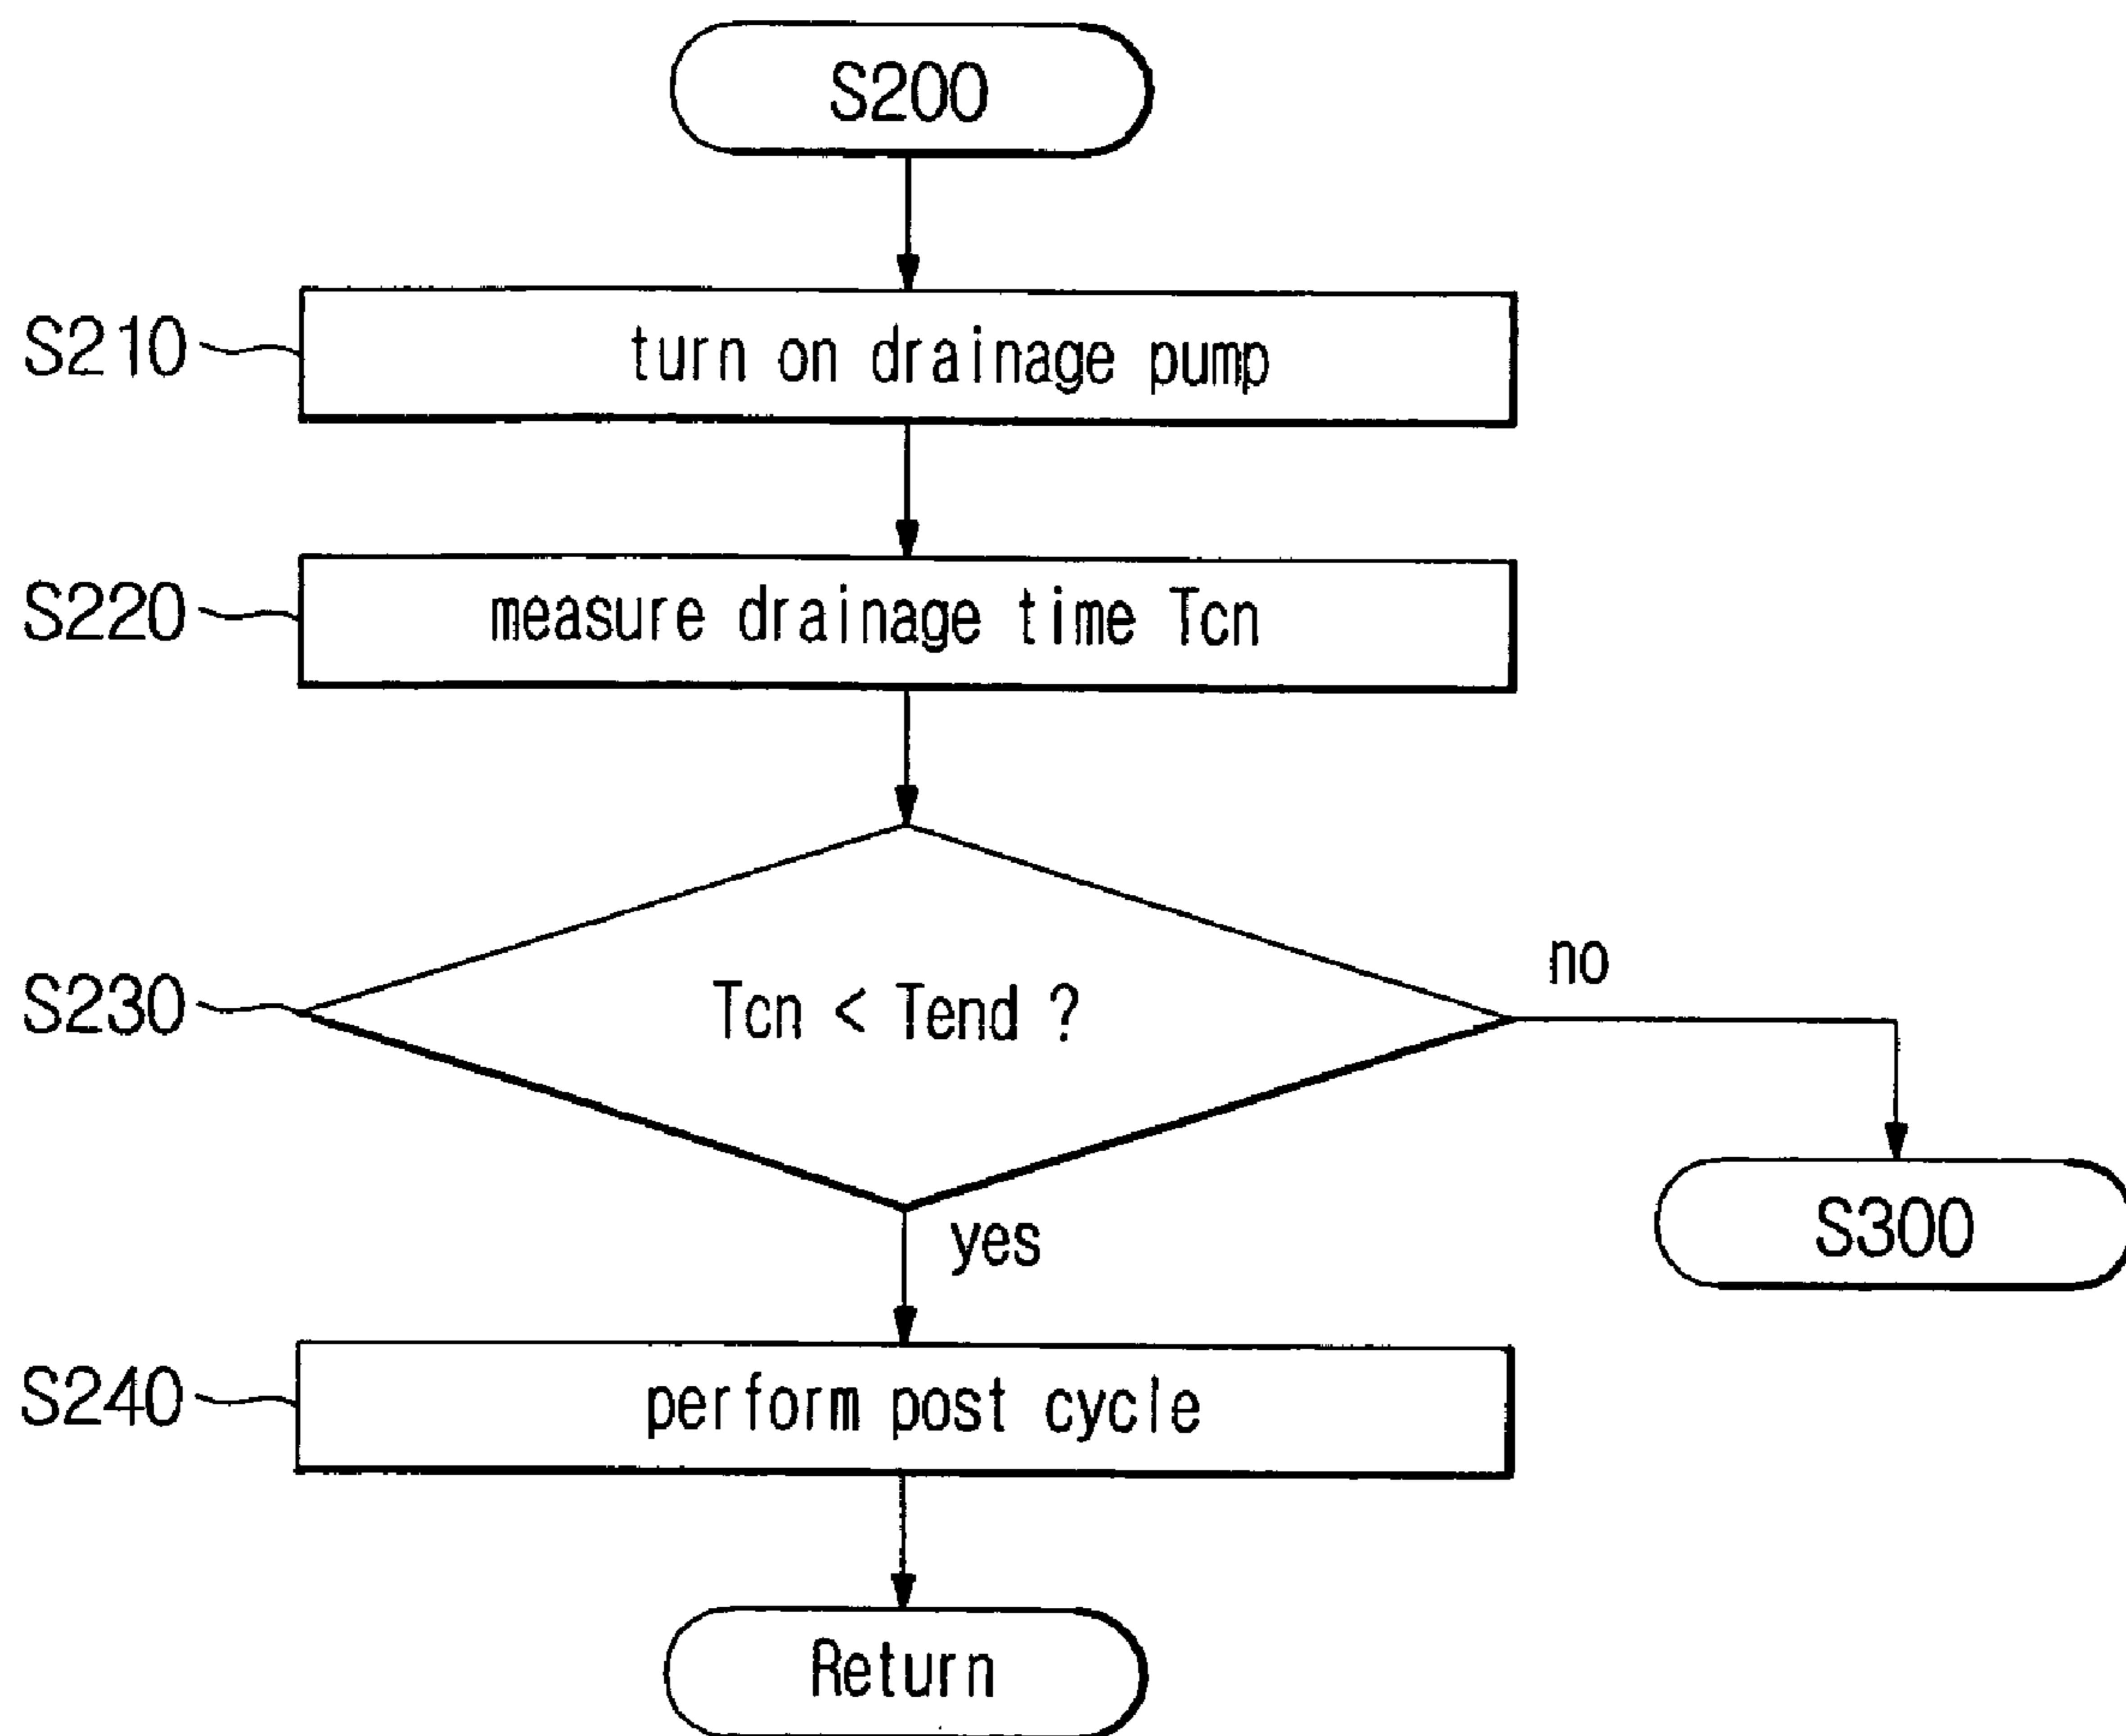 S200
S210
turn on drainage pump
S220
measure drainage time Tcn
S230
Tcn < Tend ?
no
S300
yes
S240
perform post cycle
Return